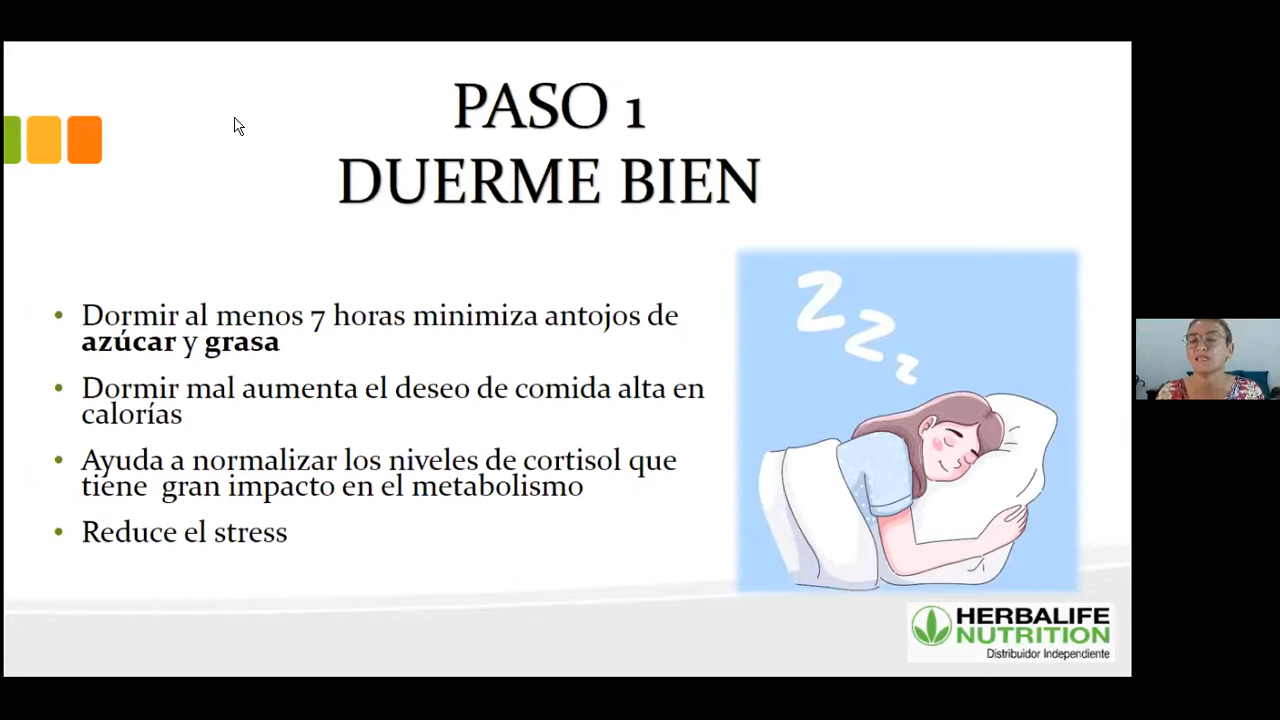 PASO 1
DUERME BIEN
• Dormir al menos 7 horas minimiza antojos de
azúcar y grasa
• Dormir mal aumenta el deseo de comida alta en
calorías
• Ayuda a normalizar los niveles de cortisol que
tiene  gran impacto en el metabolismo
• Reduce el stress
Z
Z
Z
HERBALIFE
NUTRITION
Distribuidor Independiente